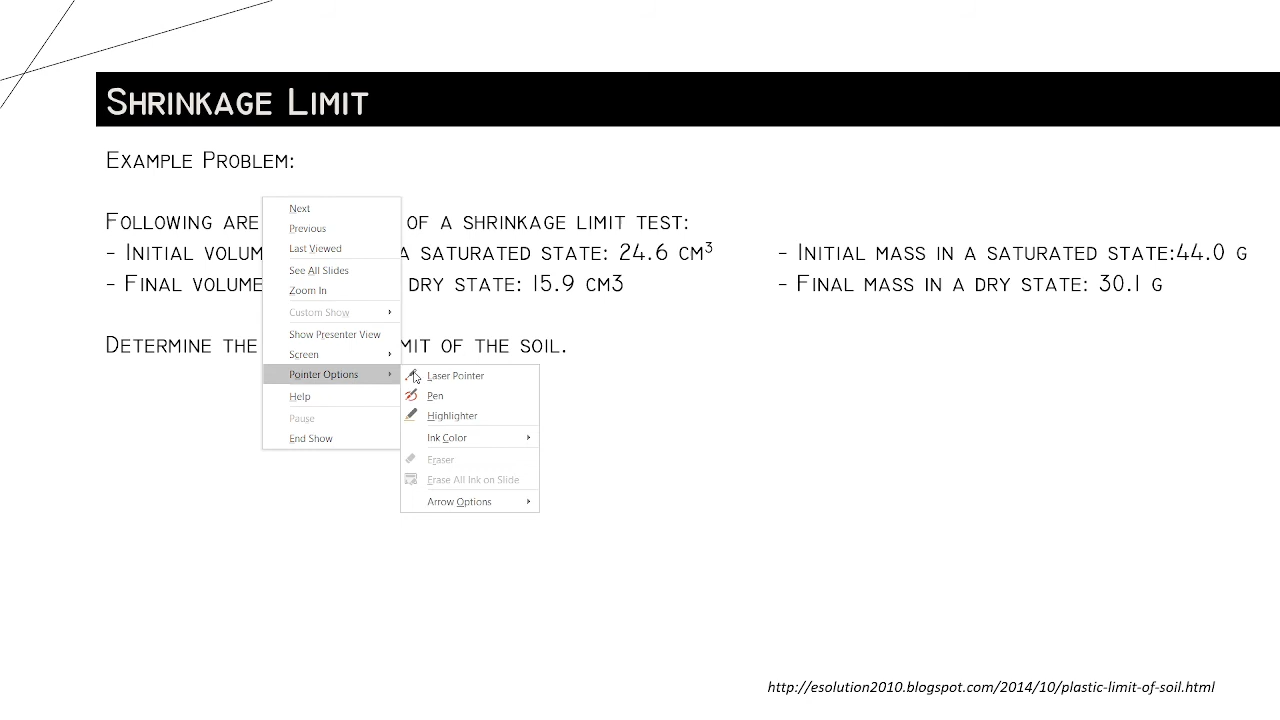 Shrinkage Limit
Example Problem:
Following are of a shrinkage limit test:
- Initial volum a saturated state: 24.6 cm³ - Initial mass in a saturated state:44.0 g
- Final volume dry state: 15.9 cm3 - Final mass in a dry state: 30.1 g
Determine the mit of the soil.
Next
Previous
Last Viewed
See All Slides
Zoom In
Custom Show
Show Presenter View
Screen
Pointer Options
Help
Pause
End Show
Laser Pointer
Pen
Highlighter
Ink Color
Eraser
Erase All Ink on Slide
Arrow Options
http://esolution2010.blogspot.com/2014/10/plastic-limit-of-soil.html